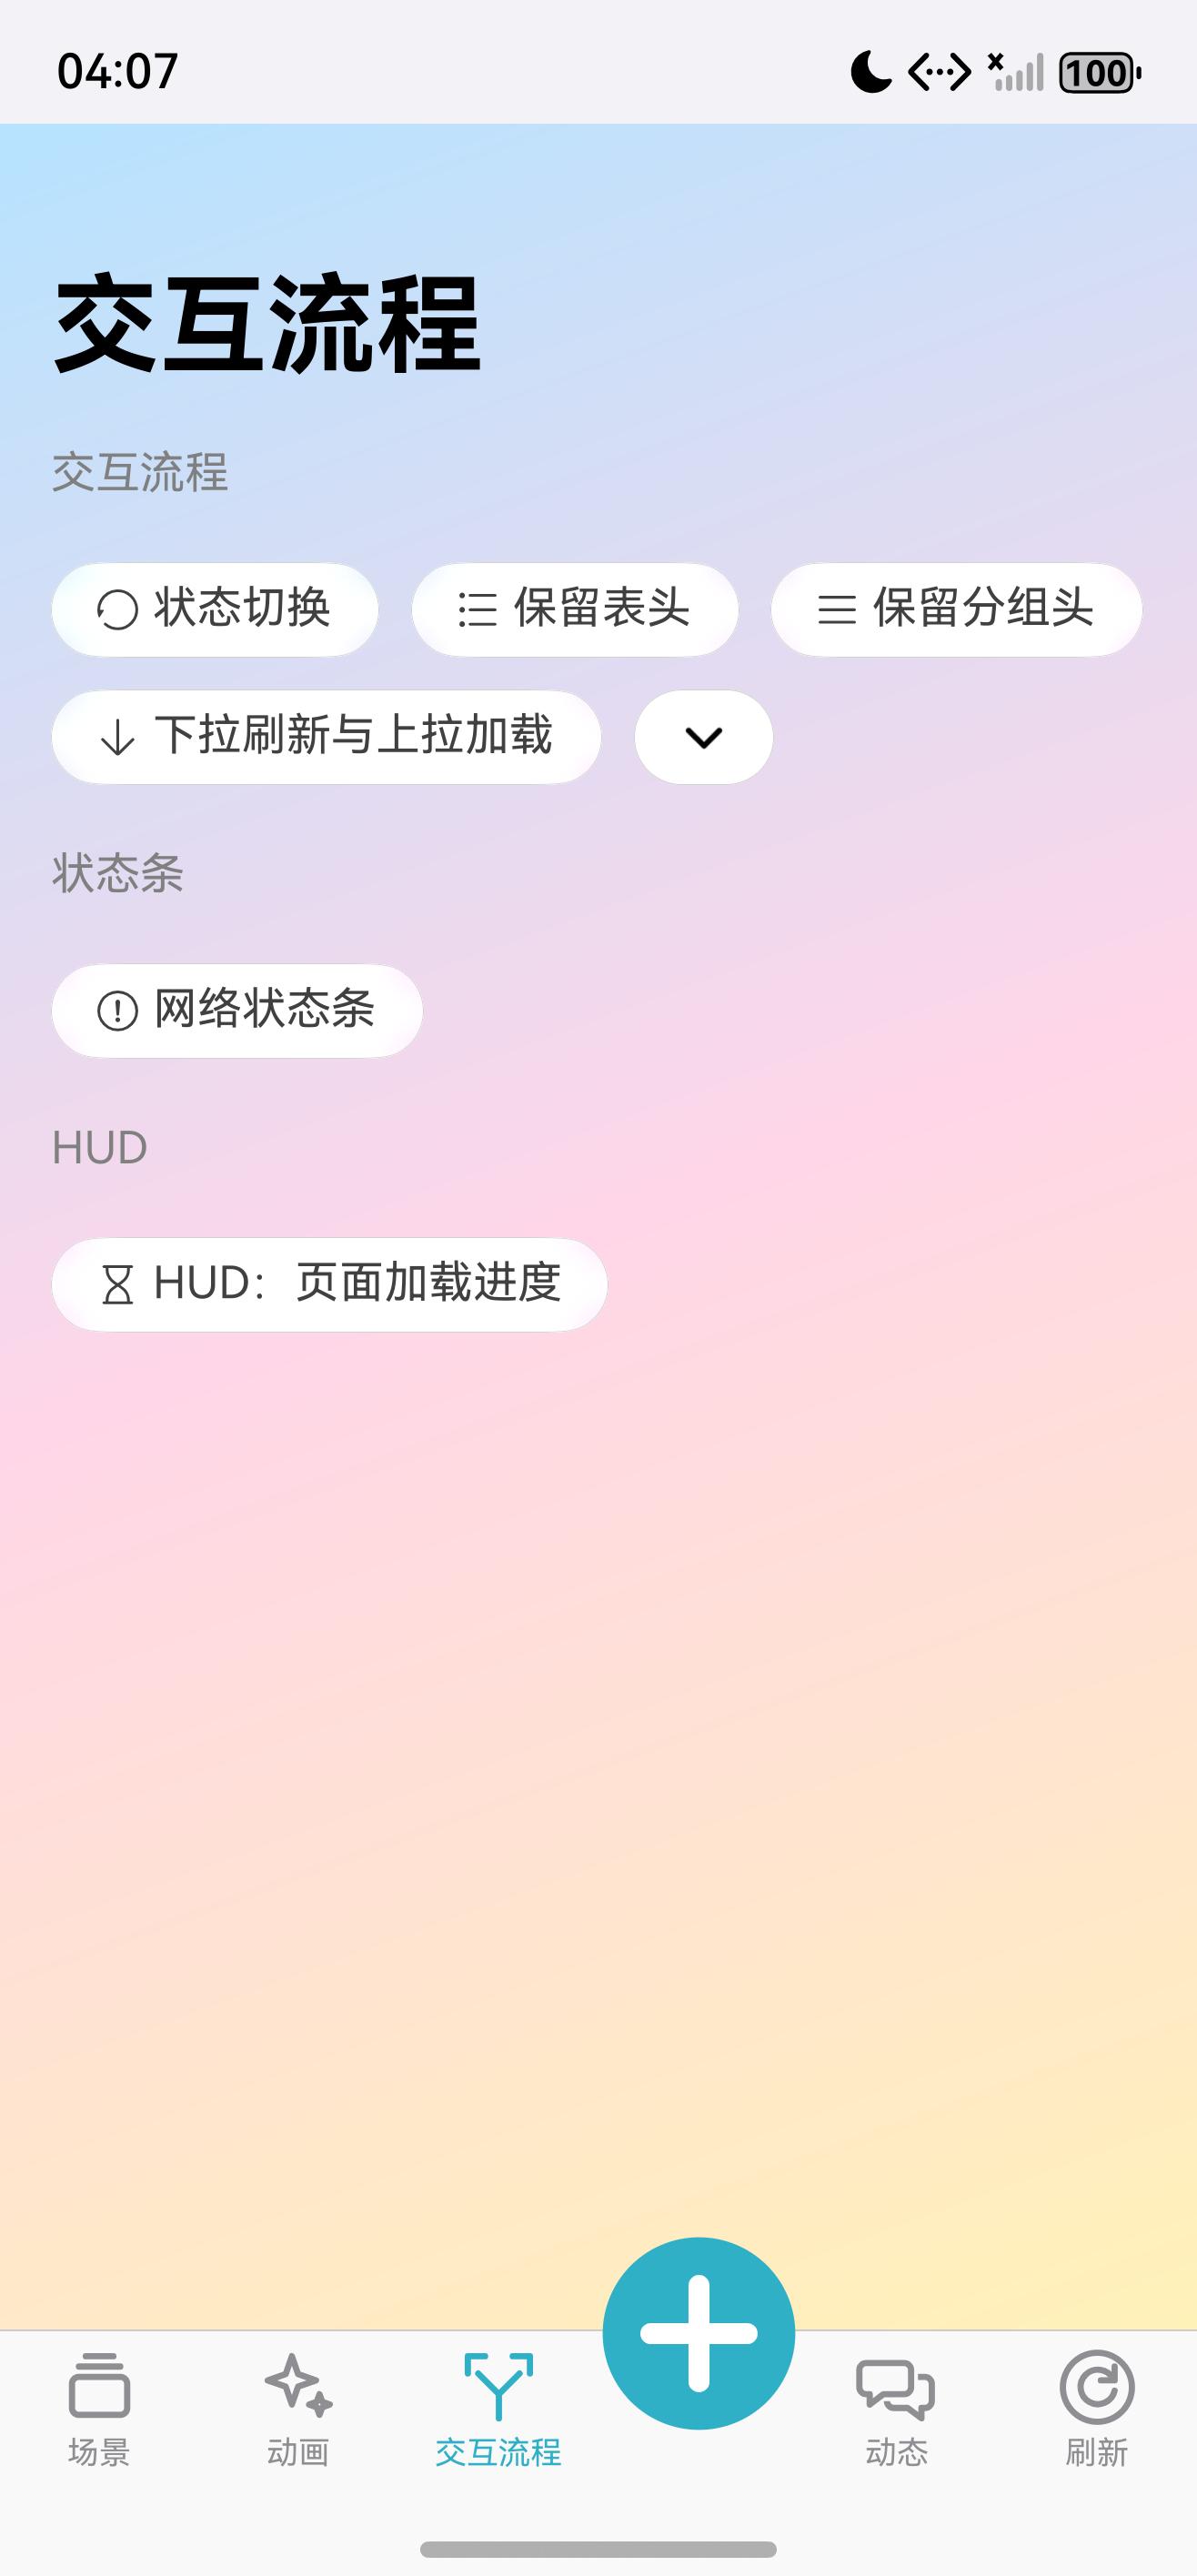 04:07
100
交互流程
交互流程
状态切换 保留表头 保留分组头
下拉刷新与上拉加载
状态条
网络状态条
HUD
HUD： 页面加载进度
场景 动画 交互流程 动态 刷新